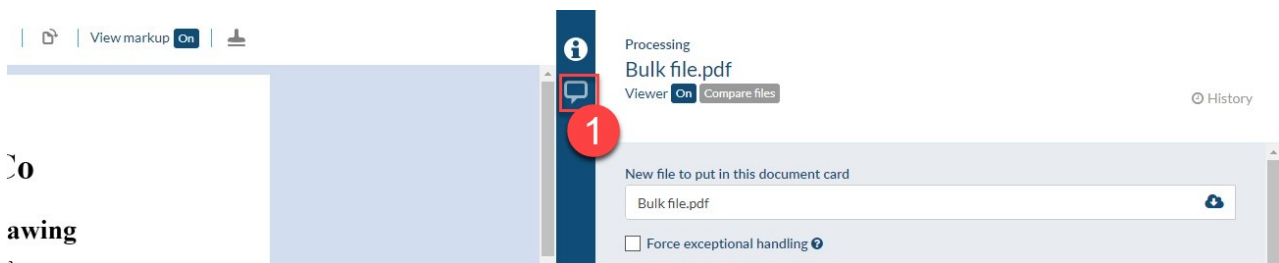 View markup On
Processing
Bulk file.pdf
Viewer On Compare files
History
1
Co
New file to put in this document card
Bulk file.pdf
awing
Force exceptional handling